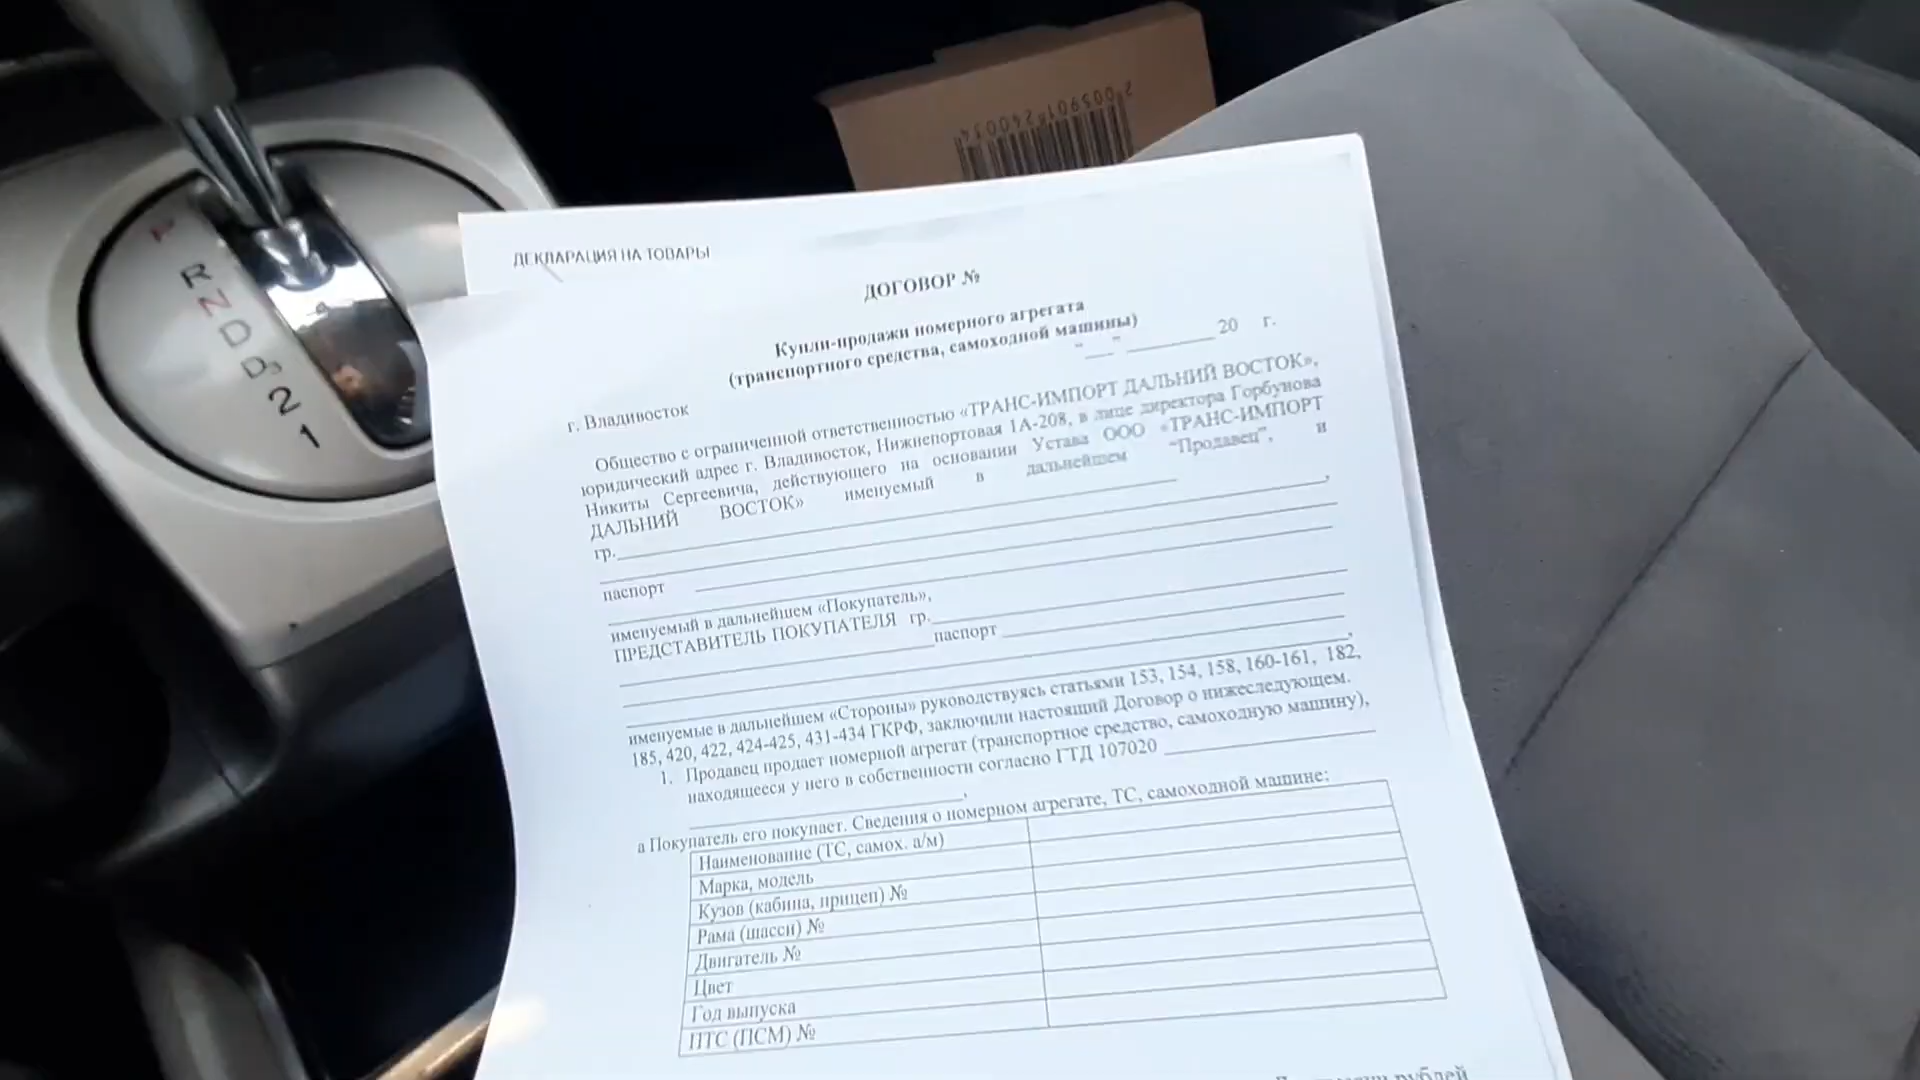 2005901240034
P
R
N
D
D3
2
1
ДЕКЛАРАЦИЯ НА ТОВАРЫ
ДОГОВОР №
Купли-продажи номерного агрегата
(транспортного средства, самоходной машины)
"___" _________ 20 г.
г. Владивосток
Общество с ограниченной ответственностью «ТРАНС-ИМПОРТ ДАЛЬНИЙ ВОСТОК»,
юридический адрес г. Владивосток, Нижнепортовая 1А-208, в лице директора Горбунова
Никиты Сергеевича, действующего на основании Устава ООО «ТРАНС-ИМПОРТ
ДАЛЬНИЙ ВОСТОК» именуемый в дальнейшем "Продавец", и
гр.
паспорт
именуемый в дальнейшем «Покупатель»,
ПРЕДСТАВИТЕЛЬ ПОКУПАТЕЛЯ гр.
паспорт
именуемые в дальнейшем «Стороны» руководствуясь статьями 153, 154, 158, 160-161, 182,
185, 420, 422, 424-425, 431-434 ГКРФ, заключили настоящий Договор о нижеследующем.
1. Продавец продает номерной агрегат (транспортное средство, самоходную машину),
находящееся у него в собственности согласно ГТД 107020
а Покупатель его покупает. Сведения о номерном агрегате, ТС, самоходной машине:
Наименование (ТС, самох. а/м)
Марка, модель
Кузов (кабина, прицеп) №
Рама (шасси) №
Двигатель №
Цвет
Год выпуска
ПТС (ПСМ) №
рублей